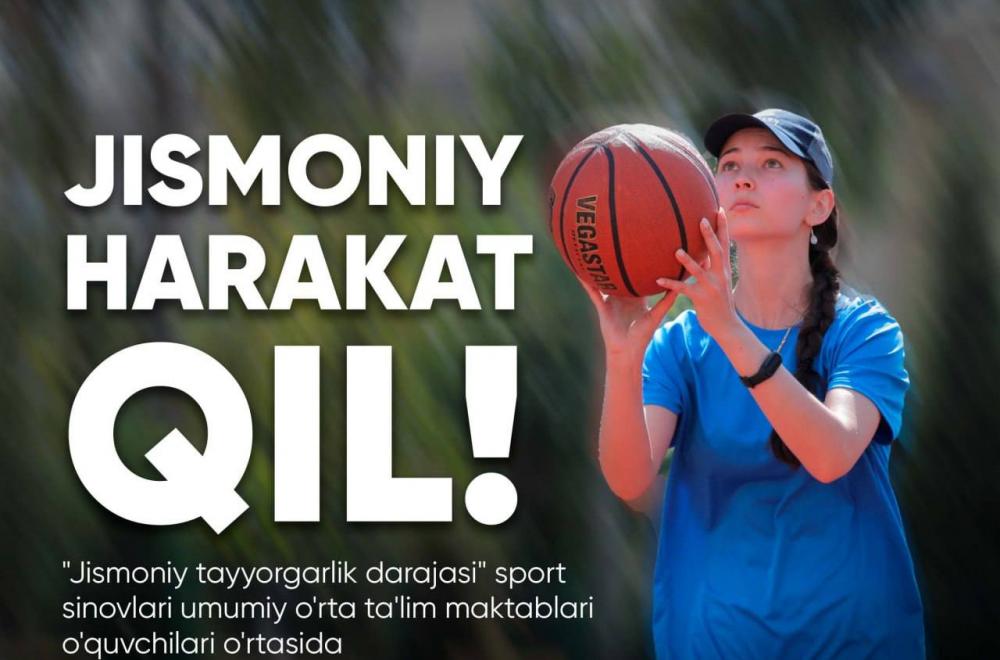 JISMONIY
HARAKAT
QIL!
"Jismoniy tayyorgarlik darajasi" sport
sinovlari umumiy o'rta ta'lim maktablari
o'quvchilari o'rtasida
VEGASTAR